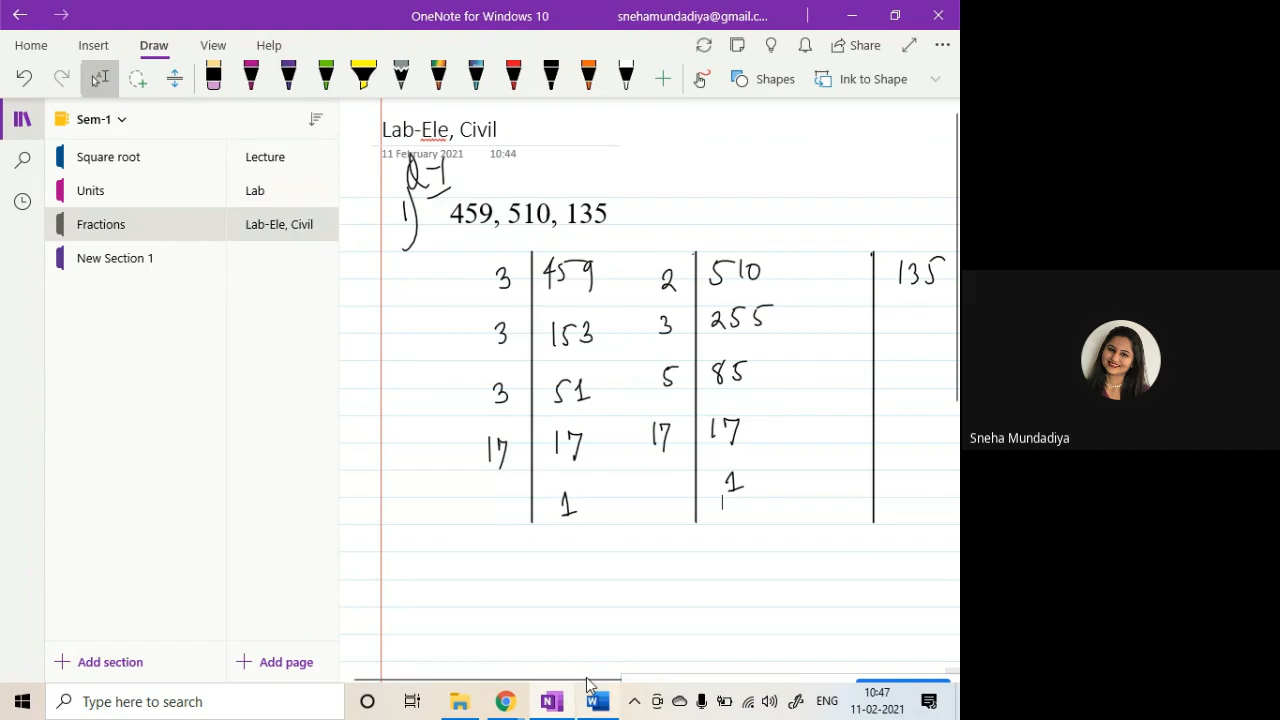 OneNote for Windows 10
snehamundadiya@gmail.c...
Home Insert Draw View Help
Share
Shapes
Ink to Shape
Sem-1
Square root
Units
Fractions
New Section 1
Lecture
Lab
Lab-Ele, Civil
Lab-Ele, Civil
11 February 2021 10:44
Q-1
1) 459, 510, 135
3 459 2 510 135
3 153 3 255
3 51 5 85
17 17 17 17
1 1
Sneha Mundadiya
Add section
Add page
Type here to search
ENG
10:47
11-02-2021